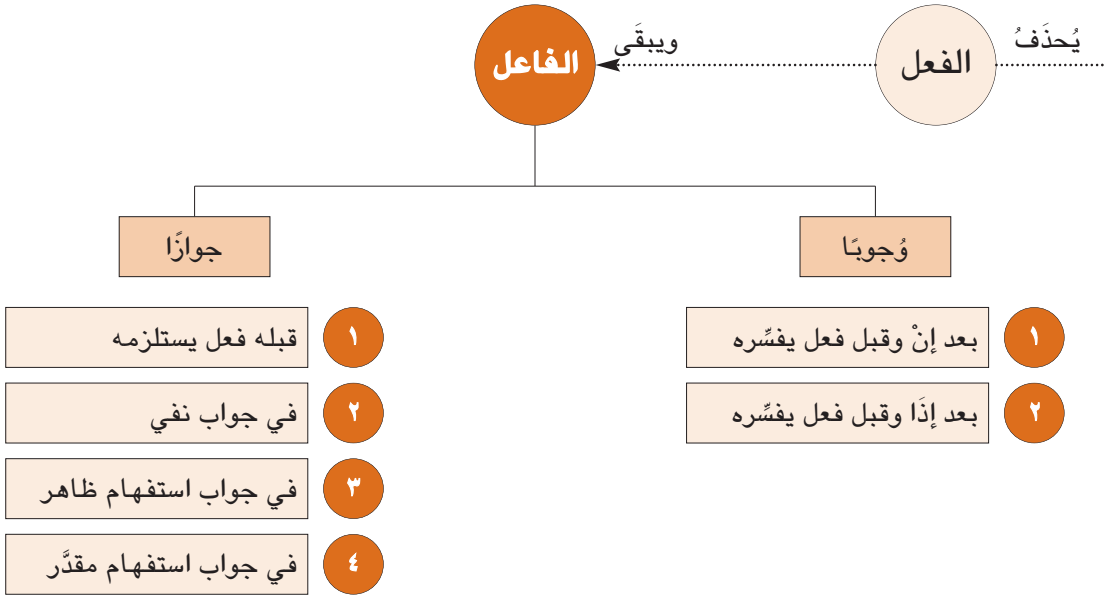 يُحذَفُ
الفعل
ويبقَى
الفاعل
وُجوبًا
١
بعد إنْ وقبل فعل يفسِّره
٢
بعد إذَا وقبل فعل يفسِّره
جوازًا
١
قبله فعل يستلزمه
٢
في جواب نفي
٣
في جواب استفهام ظاهر
٤
في جواب استفهام مقدَّر